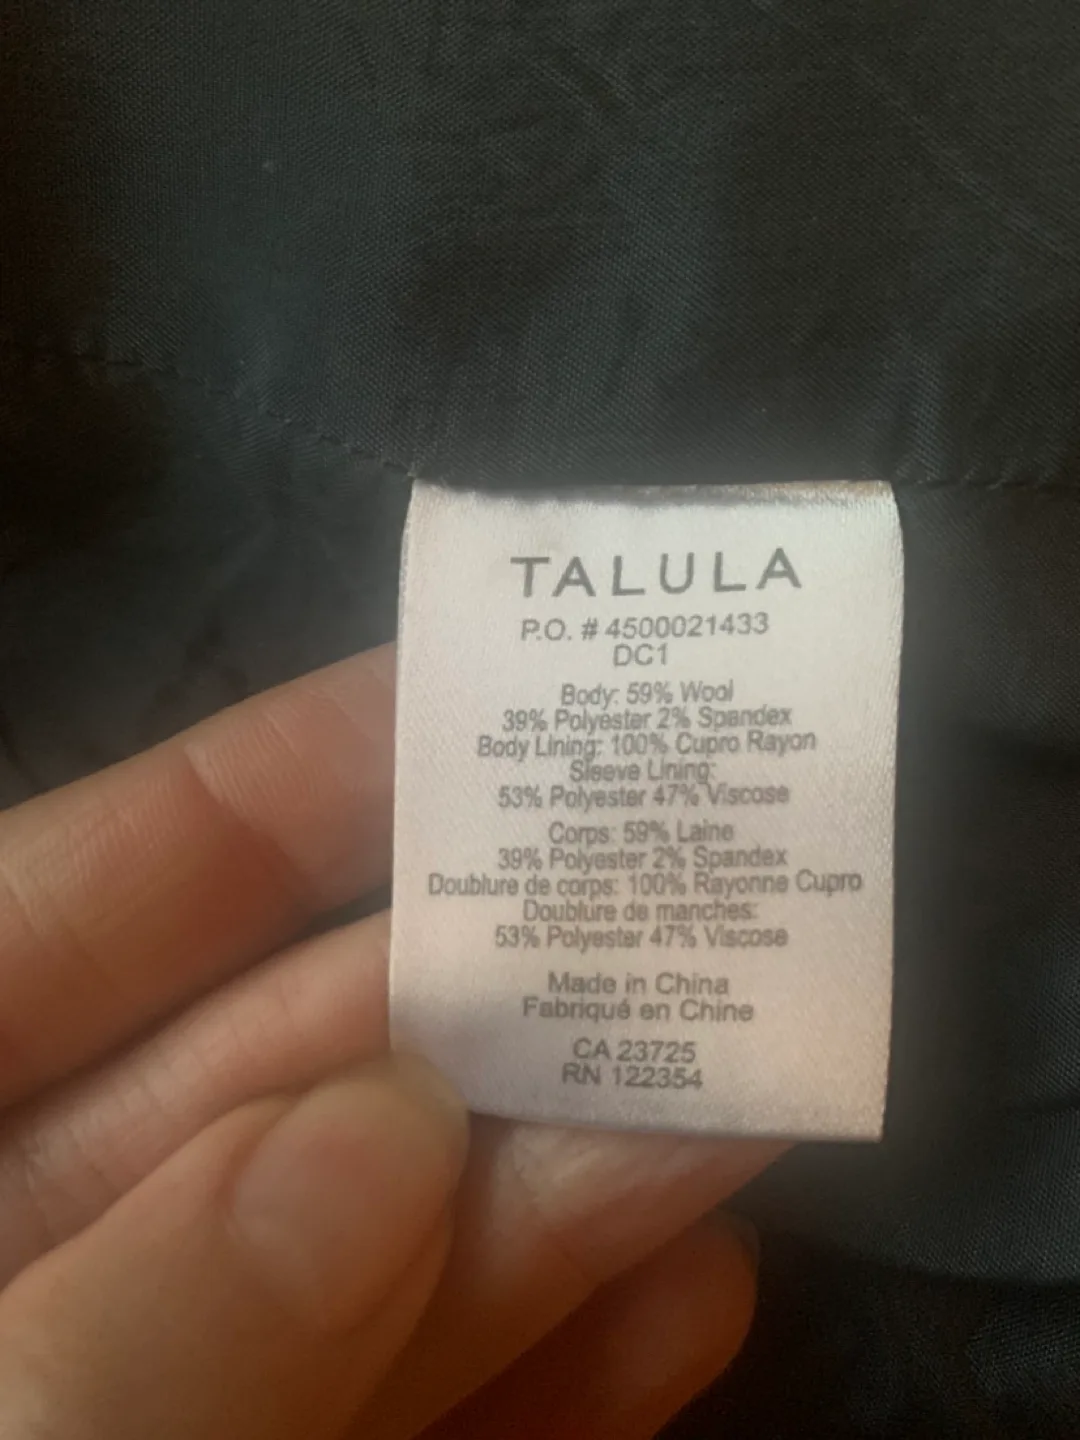 TALULA
P.O. # 4500021433
DC1
Body: 59% Wool
39% Polyester 2% Spandex
Body Lining: 100% Cupro Rayon
Sleeve Lining:
53% Polyester 47% Viscose
Corps: 59% Laine
39% Polyester 2% Spandex
Doublure de corps: 100% Rayonne Cupro
Doublure de manches:
53% Polyester 47% Viscose
Made in China
Fabriqué en Chine
CA 23725
RN 122354